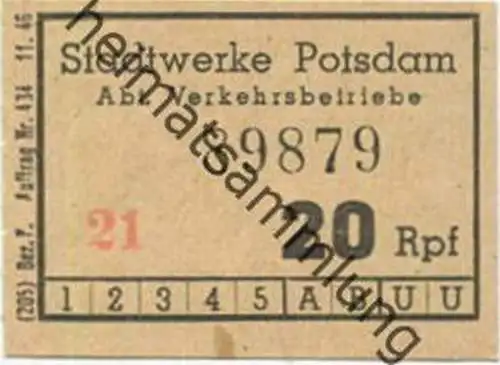 Stadtwerke Potsdam
Abt. Verkehrsbetriebe
39879
21
20 Rpf
1 2 3 4 5 A B U U
(205) Bez.P. Auftrag Nr. 434 11. 46
heimatsammlung